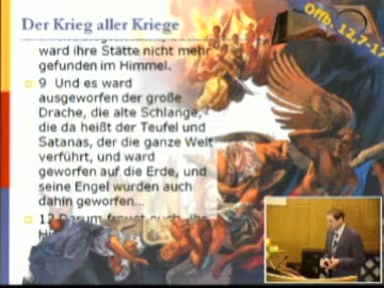 Der Krieg aller Kriege
Offb. 12,7-17
ward ihre Stätte nicht mehr
gefunden im Himmel.
9 Und es ward
ausgeworfen der große
Drache, die alte Schlange,
die da heißt der Teufel und
Satanas, der die ganze Welt
verführt, und ward
geworfen auf die Erde, und
seine Engel wurden auch
dahin geworfen...
12 Darum freuet euch, ihr